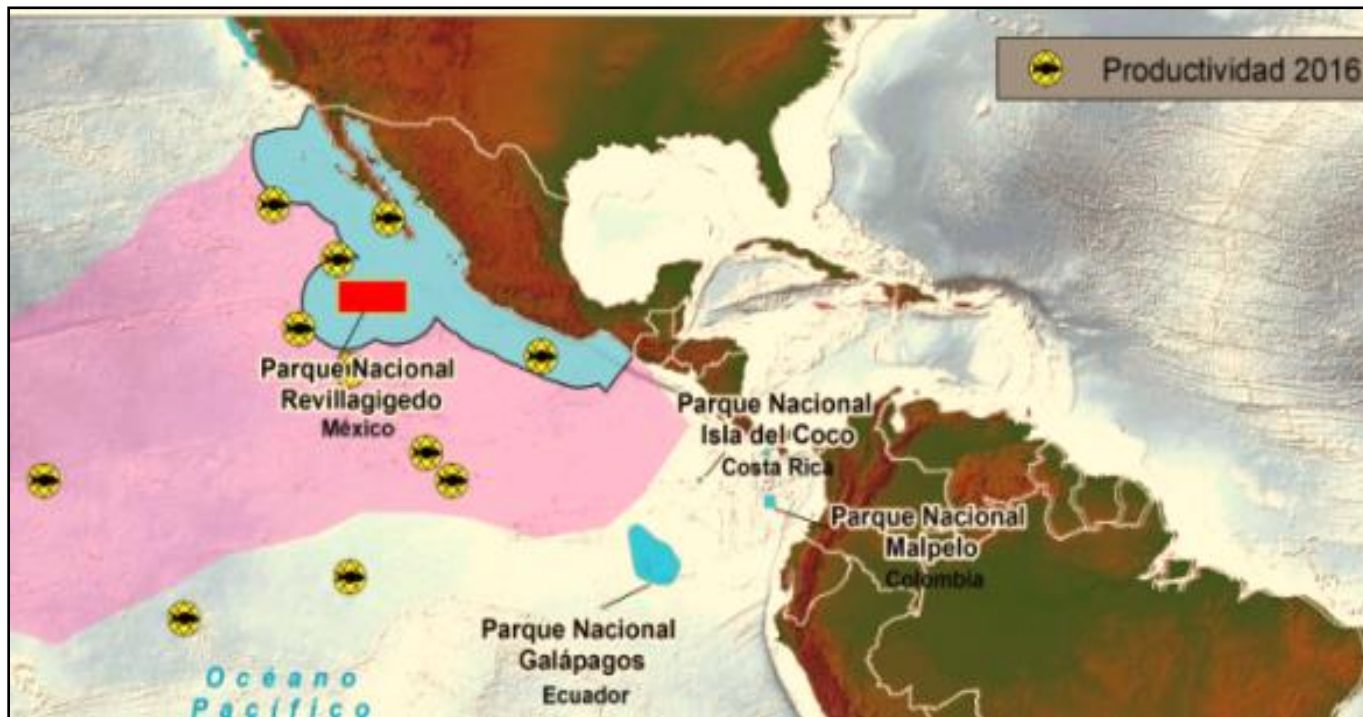 Productividad 2016
Parque Nacional
Revillagigedo
México
Parque Nacional
Isla del Coco
Costa Rica
Parque Nacional
Malpelo
Colombia
Parque Nacional
Galápagos
Ecuador
Océano
Pacífico